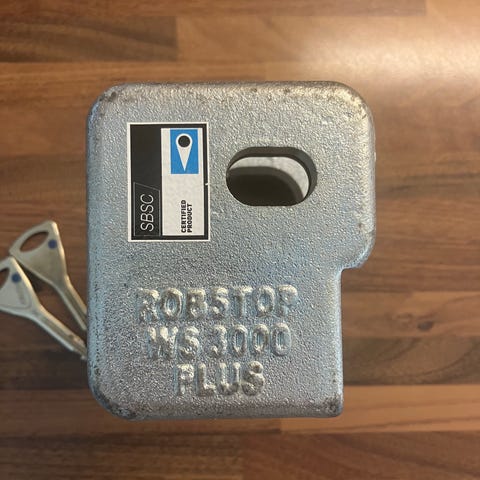 SBSC
CERTIFIED
PRODUCT
ROBSTOP
WS 3000
PLUS